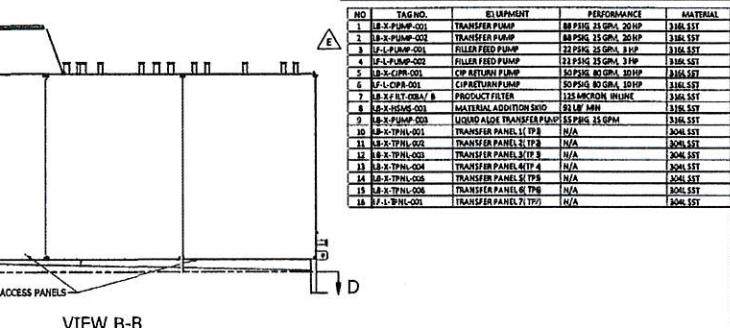 NO TAG NO. EQUIPMENT PERFORMANCE MATERIAL
1 LB-X-PUMP-001 TRANSFER PUMP 88 PSIG 25 GPM, 20 HP 316L SST
2 LB-X-PUMP-002 TRANSFER PUMP 88 PSIG 25 GPM, 20 HP 316L SST
3 LF-L-PUMP-001 FILLER FEED PUMP 22 PSIG 25 GPM, 3 HP 316L SST
4 LF-L-PUMP-002 FILLER FEED PUMP 22 PSIG 25 GPM, 3 HP 316L SST
5 LB-X-CIPR-001 CIP RETURN PUMP 50 PSIG 80 GPM, 10 HP 316L SST
6 LF-L-CIPR-001 CIP RETURN PUMP 50 PSIG 80 GPM, 10 HP 316L SST
7 LB-X-FILT-008A/ B PRODUCT FILTER 125 MICRON, INLINE 316L SST
8 LB-X-HSMS-001 MATERIAL ADDITION SKID 92 LB/ MIN 316L SST
9 LB-X-PUMP-003 LIQUID ALOE TRANSFER PUMP 55 PSIG 25 GPM 316L SST
10 LB-X-TPNL-001 TRANSFER PANEL 1( TP1) N/A 304L SST
11 LB-X-TPNL-002 TRANSFER PANEL 2( TP2) N/A 304L SST
12 LB-X-TPNL-003 TRANSFER PANEL 3(TP 3) N/A 304L SST
13 LB-X-TPNL-004 TRANSFER PANEL 4(TP 4) N/A 304L SST
14 LB-X-TPNL-005 TRANSFER PANEL 5( TP5) N/A 304L SST
15 LB-X-TPNL-006 TRANSFER PANEL 6( TP6) N/A 304L SST
16 LF-L-TPNL-001 TRANSFER PANEL 7( TP7) N/A 304L SST
E
D
ACCESS PANELS
VIEW B-B